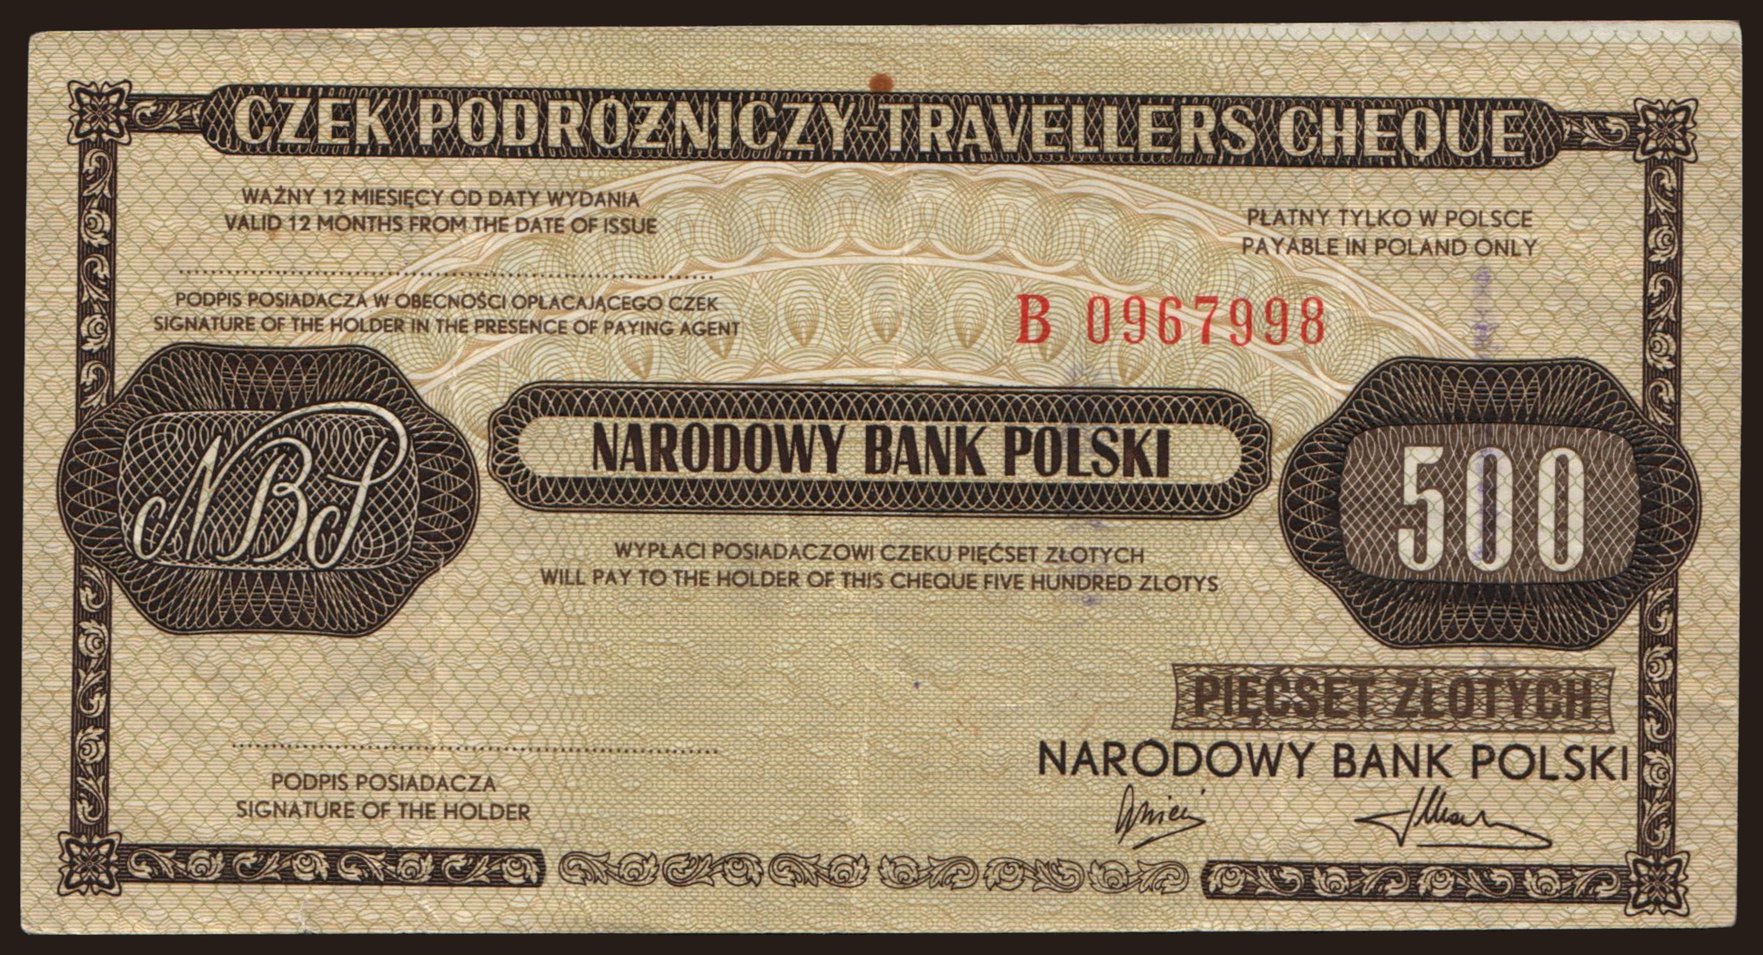 CZEK PODRÓŻNICZY-TRAVELLERS CHEQUE
WAŻNY 12 MIESIĘCY OD DATY WYDANIA
VALID 12 MONTHS FROM THE DATE OF ISSUE
PŁATNY TYLKO W POLSCE
PAYABLE IN POLAND ONLY
PODPIS POSIADACZA W OBECNOŚCI OPŁACAJĄCEGO CZEK
SIGNATURE OF THE HOLDER IN THE PRESENCE OF PAYING AGENT
B 0967998
NBP
NARODOWY BANK POLSKI
500
WYPŁACI POSIADACZOWI CZEKU PIĘĆSET ZŁOTYCH
WILL PAY TO THE HOLDER OF THIS CHEQUE FIVE HUNDRED ZLOTYS
PIĘĆSET ZŁOTYCH
NARODOWY BANK POLSKI
PODPIS POSIADACZA
SIGNATURE OF THE HOLDER